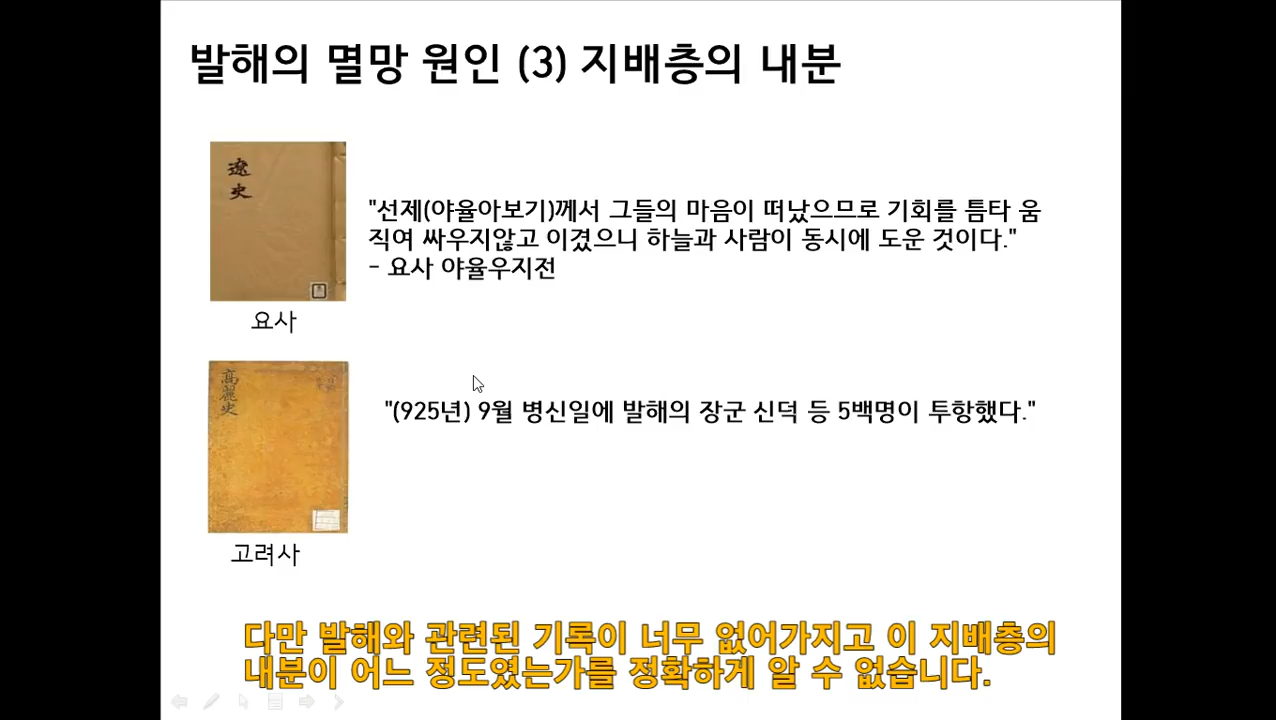 발해의 멸망 원인 (3) 지배층의 내분
遼史
"선제(야율아보기)께서 그들의 마음이 떠났으므로 기회를 틈타 움
직여 싸우지않고 이겼으니 하늘과 사람이 동시에 도운 것이다."
- 요사 야율우지전
요사
高麗史
"(925년) 9월 병신일에 발해의 장군 신덕 등 5백명이 투항했다."
고려사
다만 발해와 관련된 기록이 너무 없어가지고 이 지배층의
내분이 어느 정도였는가를 정확하게 알 수 없습니다.